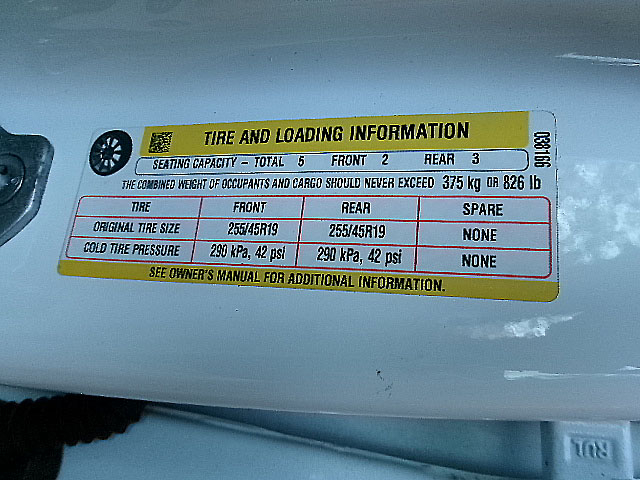 TIRE AND LOADING INFORMATION
SEATING CAPACITY - TOTAL 5 FRONT 2 REAR 3
THE COMBINED WEIGHT OF OCCUPANTS AND CARGO SHOULD NEVER EXCEED 375 kg OR 826 lb
TIRE FRONT REAR SPARE
ORIGINAL TIRE SIZE 255/45R19 255/45R19 NONE
COLD TIRE PRESSURE 290 kPa, 42 psi 290 kPa, 42 psi NONE
SEE OWNER'S MANUAL FOR ADDITIONAL INFORMATION.
RUL